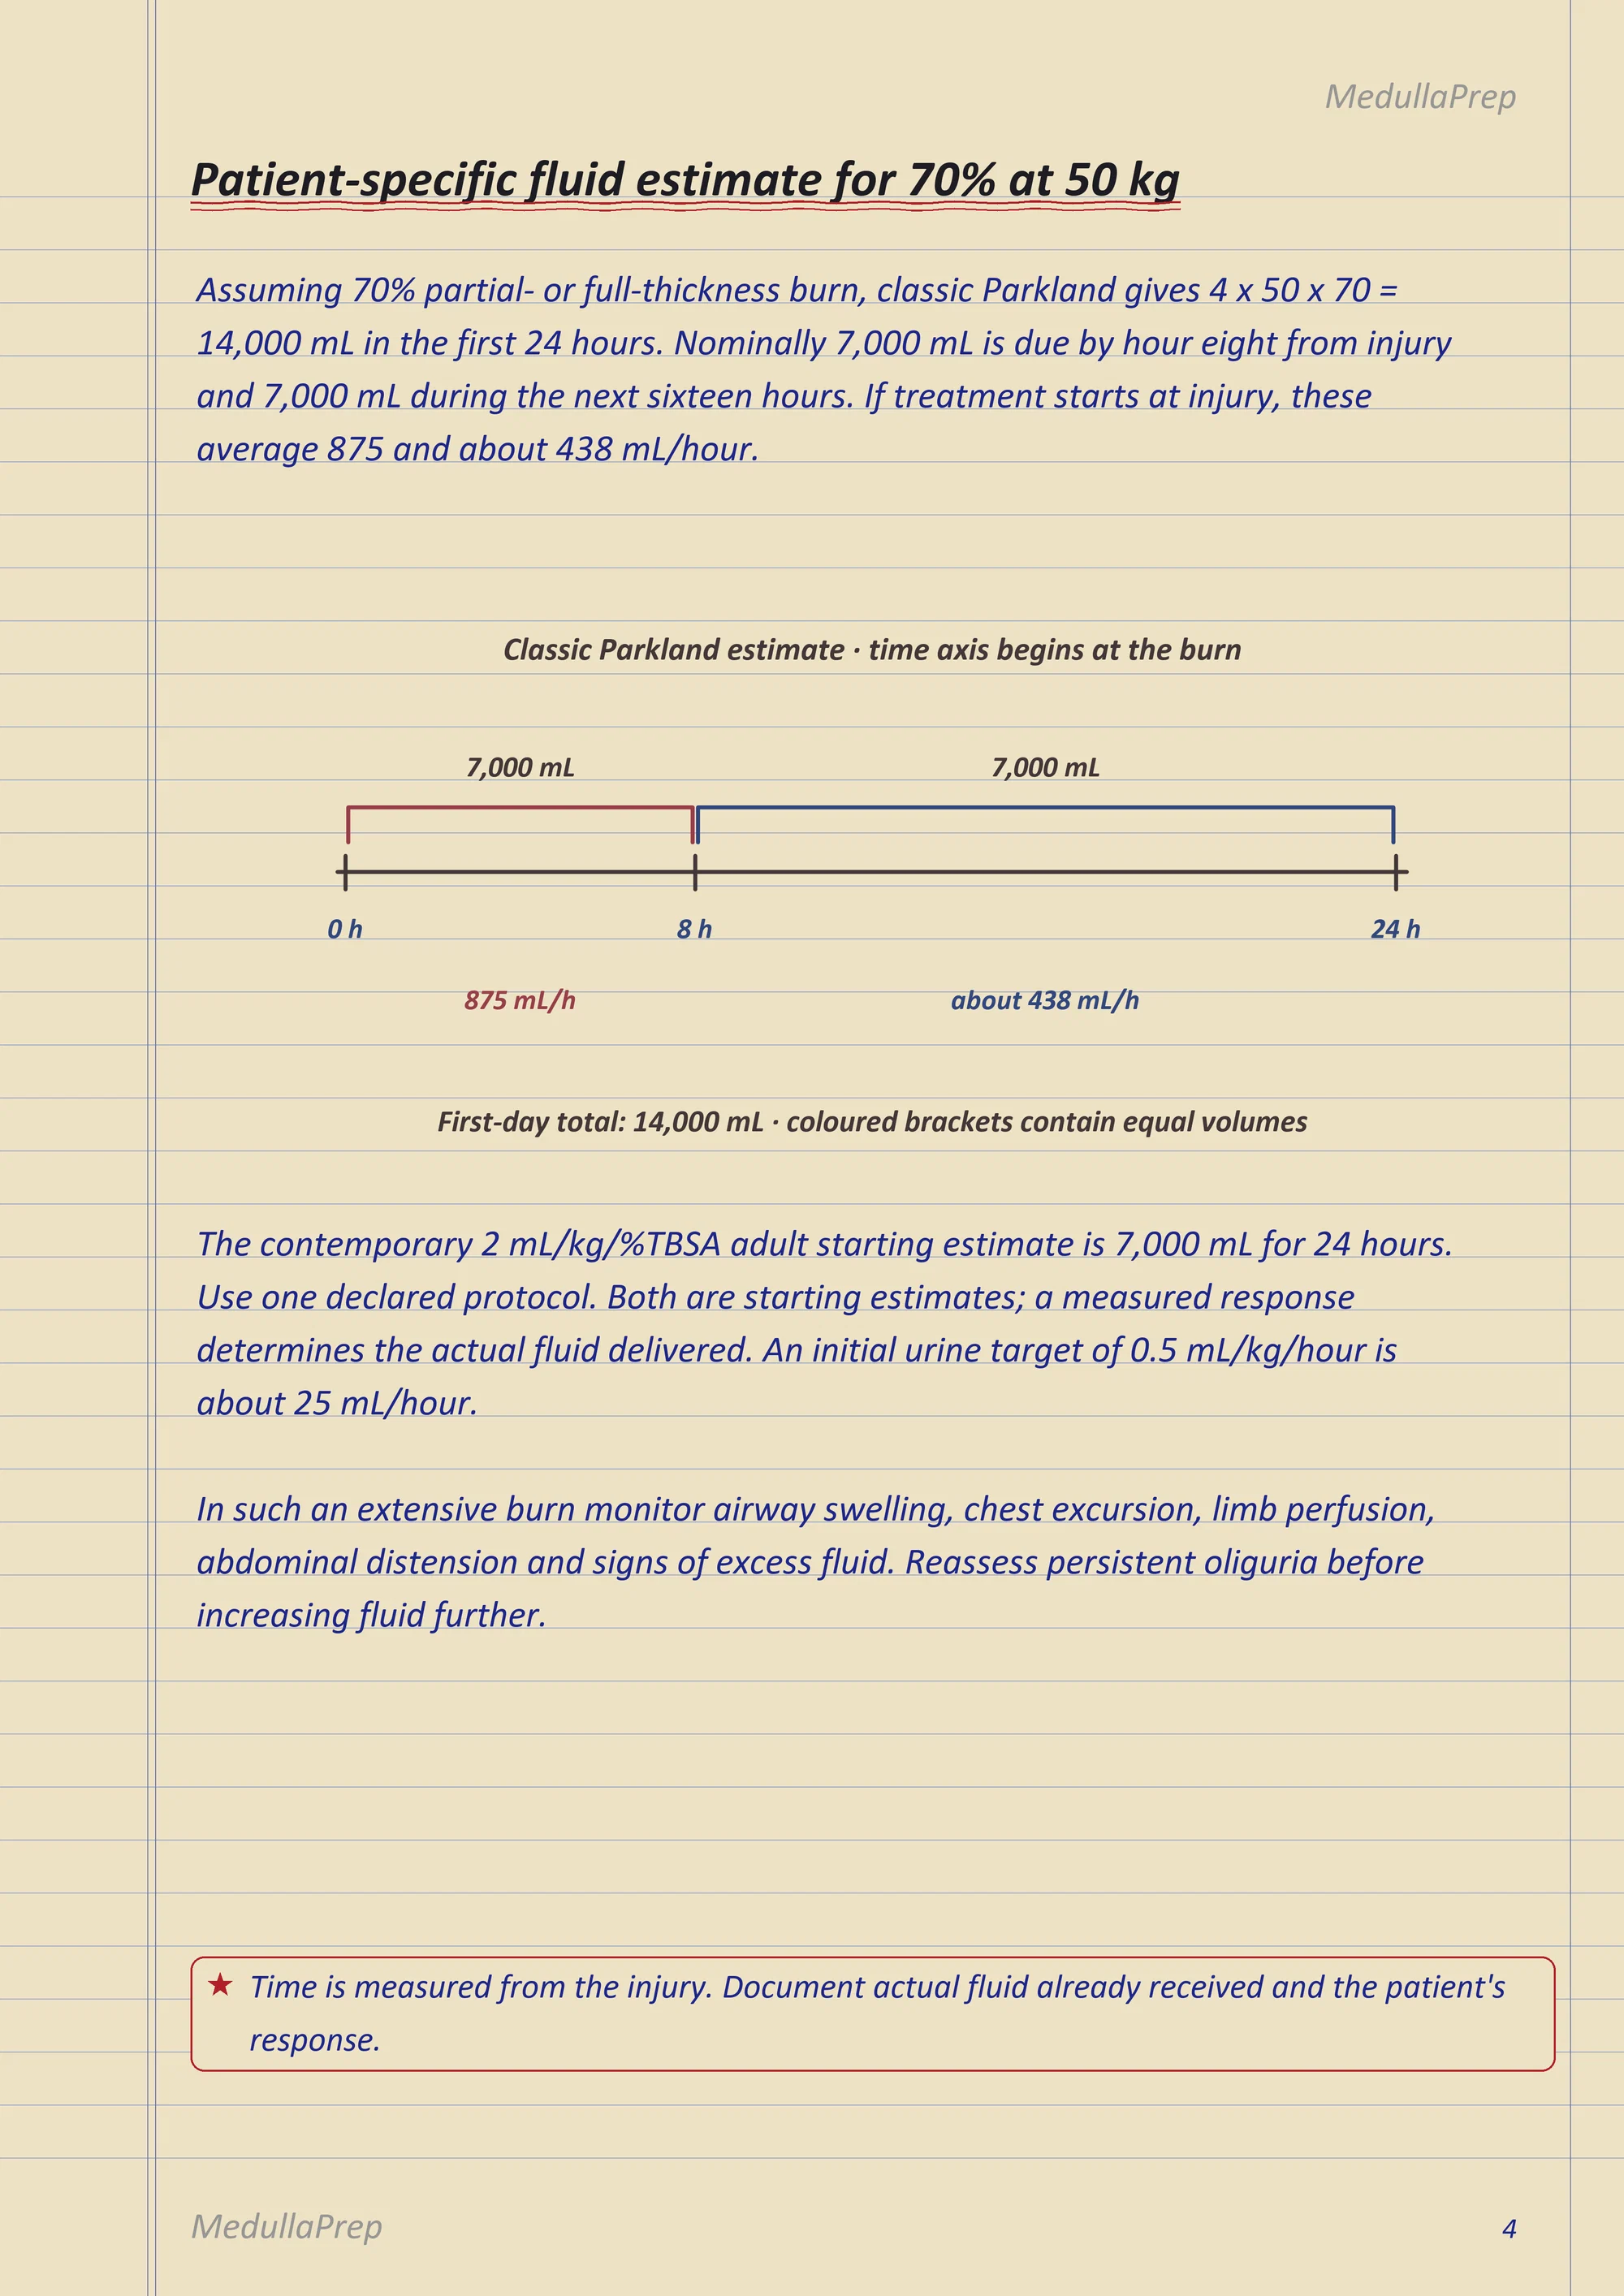 MedullaPrep
Patient-specific fluid estimate for 70% at 50 kg
Assuming 70% partial- or full-thickness burn, classic Parkland gives 4 x 50 x 70 =
14,000 mL in the first 24 hours. Nominally 7,000 mL is due by hour eight from injury
and 7,000 mL during the next sixteen hours. If treatment starts at injury, these
average 875 and about 438 mL/hour.
Classic Parkland estimate · time axis begins at the burn
7,000 mL 7,000 mL
0 h 8 h 24 h
875 mL/h about 438 mL/h
First-day total: 14,000 mL · coloured brackets contain equal volumes
The contemporary 2 mL/kg/%TBSA adult starting estimate is 7,000 mL for 24 hours.
Use one declared protocol. Both are starting estimates; a measured response
determines the actual fluid delivered. An initial urine target of 0.5 mL/kg/hour is
about 25 mL/hour.
In such an extensive burn monitor airway swelling, chest excursion, limb perfusion,
abdominal distension and signs of excess fluid. Reassess persistent oliguria before
increasing fluid further.
★ Time is measured from the injury. Document actual fluid already received and the patient's
response.
MedullaPrep 4